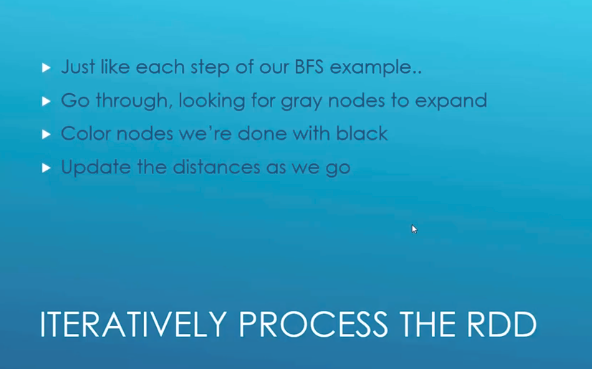 Just like each step of our BFS example..
Go through, looking for gray nodes to expand
Color nodes we're done with black
Update the distances as we go
ITERATIVELY PROCESS THE RDD